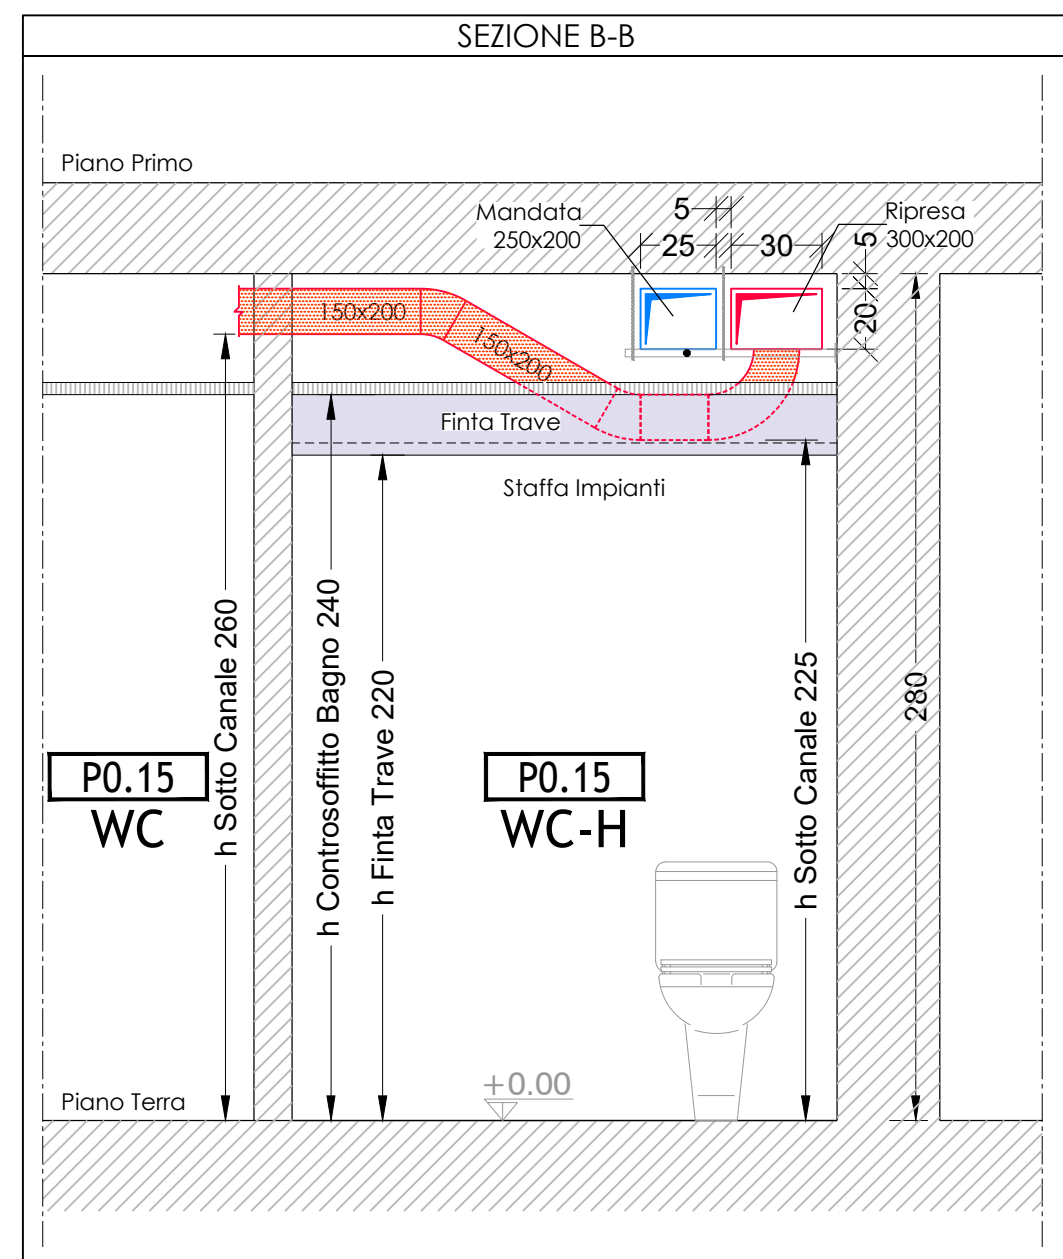 SEZIONE B-B
Piano Primo
Mandata
250x200
5
25
30
Ripresa
300x200
5
20
150x200
150x200
Finta Trave
Staffa Impianti
h Sotto Canale 260
h Controsoffitto Bagno 240
h Finta Trave 220
h Sotto Canale 225
280
P0.15
WC
P0.15
WC-H
+0.00
Piano Terra